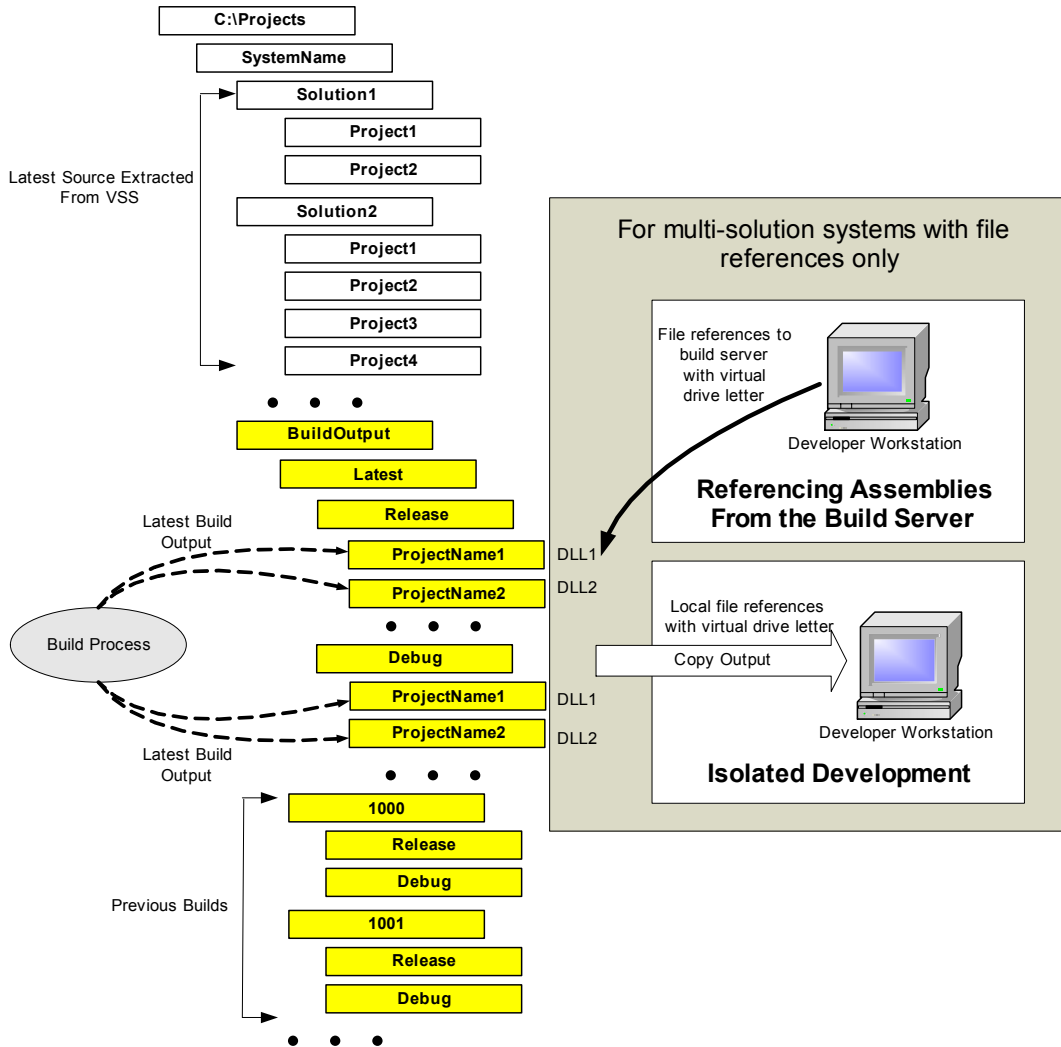 C:\Projects
SystemName
Solution1
Project1
Project2
Latest Source Extracted
From VSS
Solution2
Project1
Project2
Project3
Project4
BuildOutput
Latest
Release
Latest Build
Output
ProjectName1
DLL1
ProjectName2
DLL2
Build Process
Debug
ProjectName1
DLL1
ProjectName2
DLL2
Latest Build
Output
1000
Release
Debug
Previous Builds
1001
Release
Debug
For multi-solution systems with file
references only
File references to
build server
with virtual
drive letter
Developer Workstation
Referencing Assemblies
From the Build Server
Local file references
with virtual drive letter
Copy Output
Developer Workstation
Isolated Development